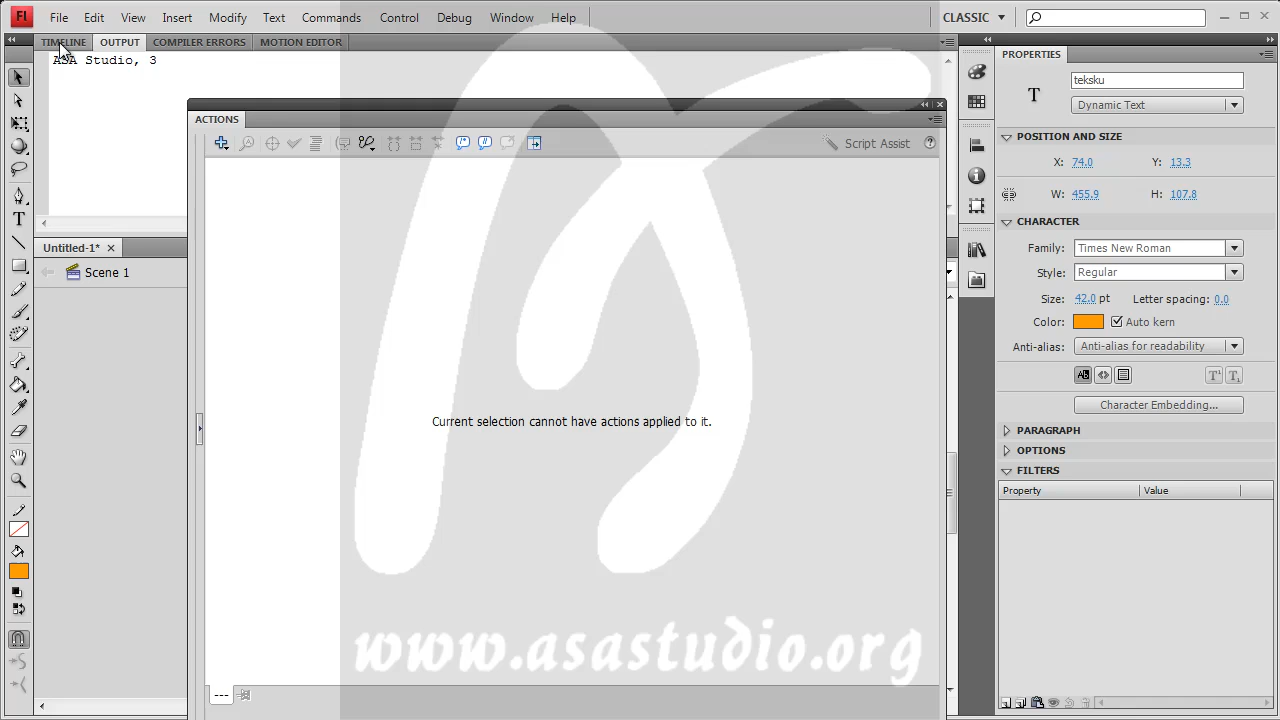 Fl File Edit View Insert Modify Text Commands Control Debug Window Help CLASSIC
TIMELINE OUTPUT COMPILER ERRORS MOTION EDITOR
ASA Studio, 3
ACTIONS
Script Assist
Untitled-1*
Scene 1
Current selection cannot have actions applied to it.
www.asastudio.org
PROPERTIES
T
teksku
Dynamic Text
POSITION AND SIZE
X: 74.0 Y: 13.3
W: 455.9 H: 107.8
CHARACTER
Family: Times New Roman
Style: Regular
Size: 42.0 pt Letter spacing: 0.0
Color: Auto kern
Anti-alias: Anti-alias for readability
Character Embedding...
PARAGRAPH
OPTIONS
FILTERS
Property Value